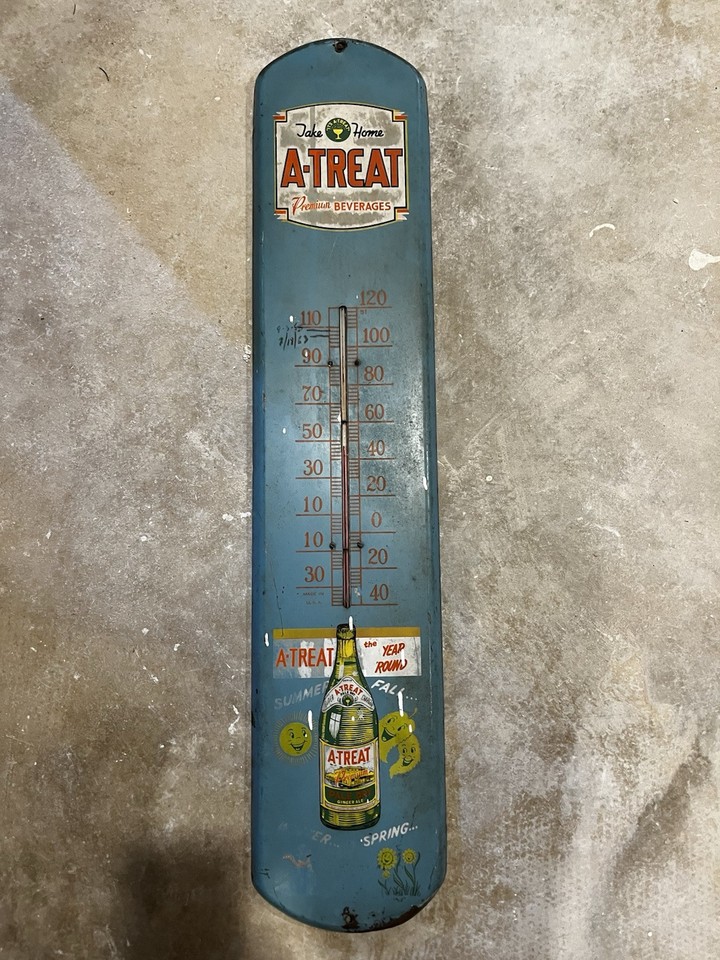 Take Home
A-TREAT
Premium BEVERAGES
120
110
100
90
80
70
60
50
40
30
20
10
0
10
20
30
40
A-TREAT the YEAR ROUND
SUMMER FALL...
A-TREAT
A-TREAT
GINGER ALE
ER... SPRING...